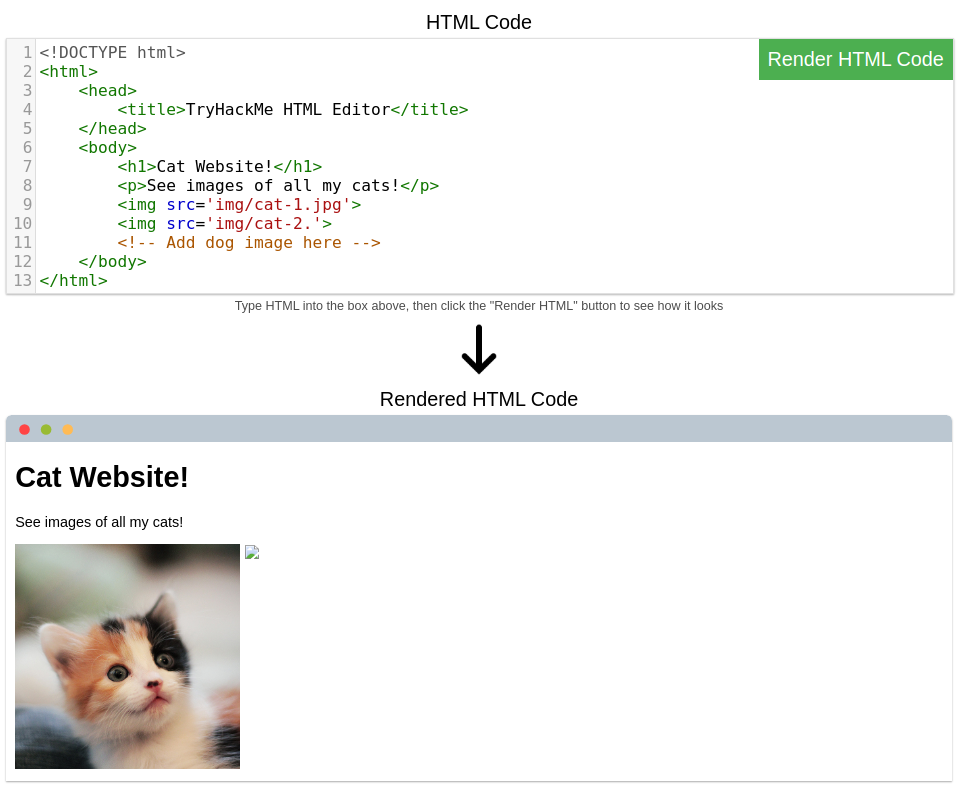 HTML Code
Render HTML Code
1 <!DOCTYPE html>
2 <html>
3     <head>
4         <title>TryHackMe HTML Editor</title>
5     </head>
6     <body>
7         <h1>Cat Website!</h1>
8         <p>See images of all my cats!</p>
9         <img src='img/cat-1.jpg'>
10         <img src='img/cat-2.'>
11         <!-- Add dog image here -->
12     </body>
13 </html>
Type HTML into the box above, then click the "Render HTML" button to see how it looks
Rendered HTML Code
Cat Website!
See images of all my cats!